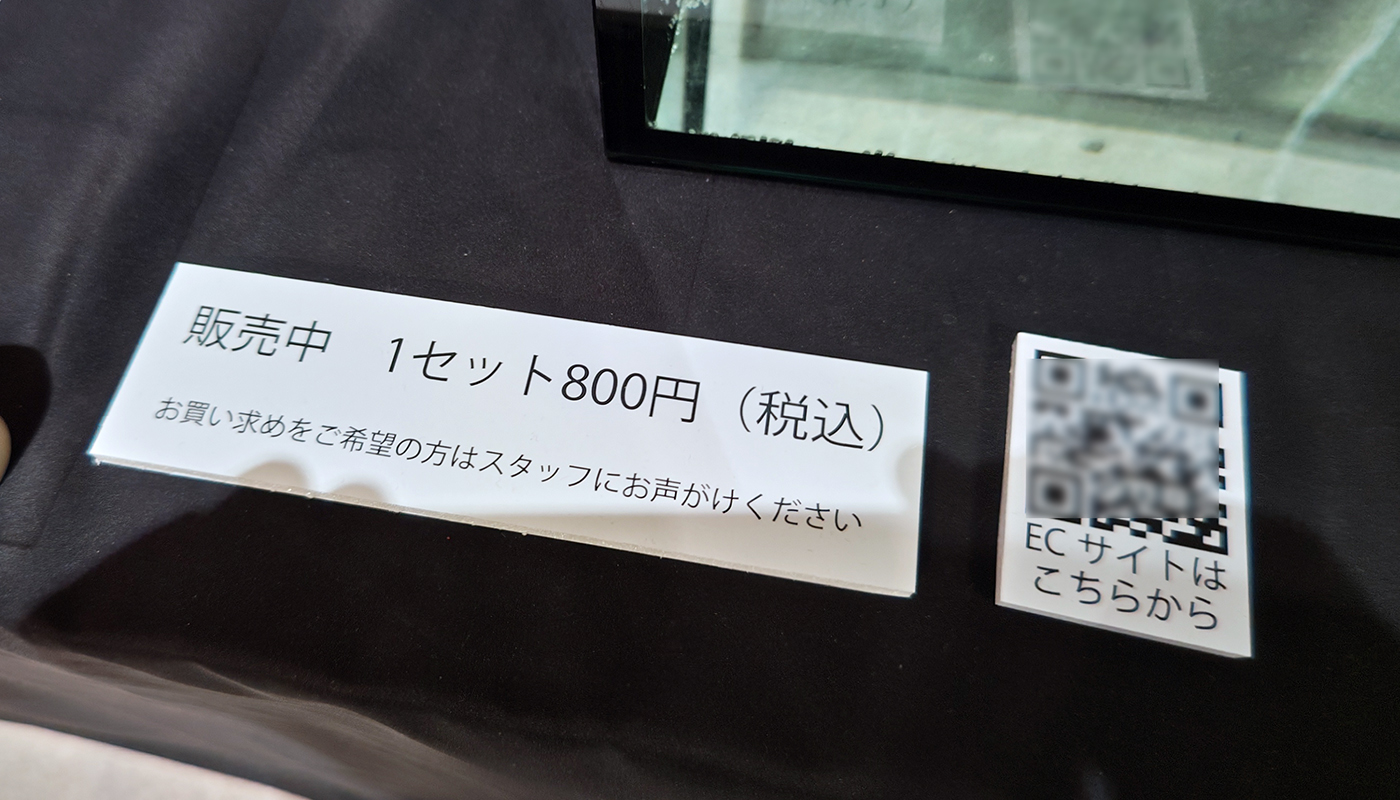 販売中　1セット800円（税込）
お買い求めをご希望の方はスタッフにお声がけください
ECサイトは
こちらから